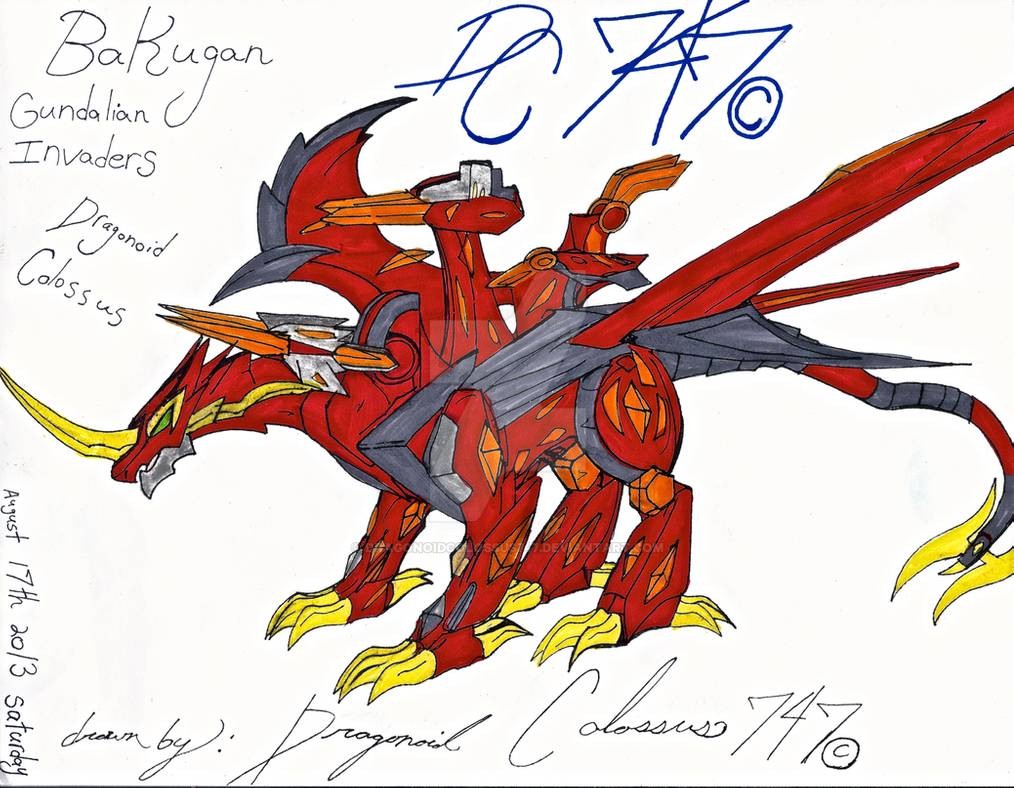 BaKugan
Gundalian
Invaders
DC 747 ©
Dragonoid
Colossus
August 17th 2013 Saturday
drawn by: Dragonoid Colossus 747 ©